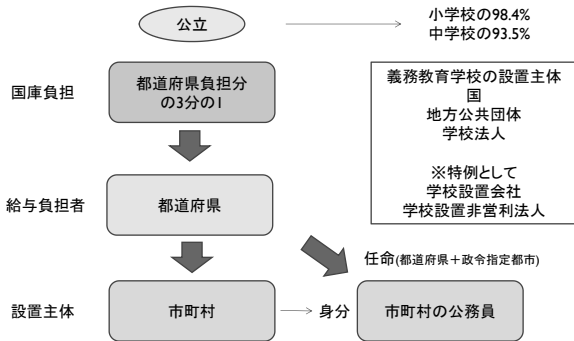 公立
小学校の98.4%
中学校の93.5%
国庫負担
都道府県負担分
の3分の1
義務教育学校の設置主体
国
地方公共団体
学校法人
※特例として
学校設置会社
学校設置非営利法人
給与負担者
都道府県
任命(都道府県＋政令指定都市)
設置主体
市町村
身分
市町村の公務員